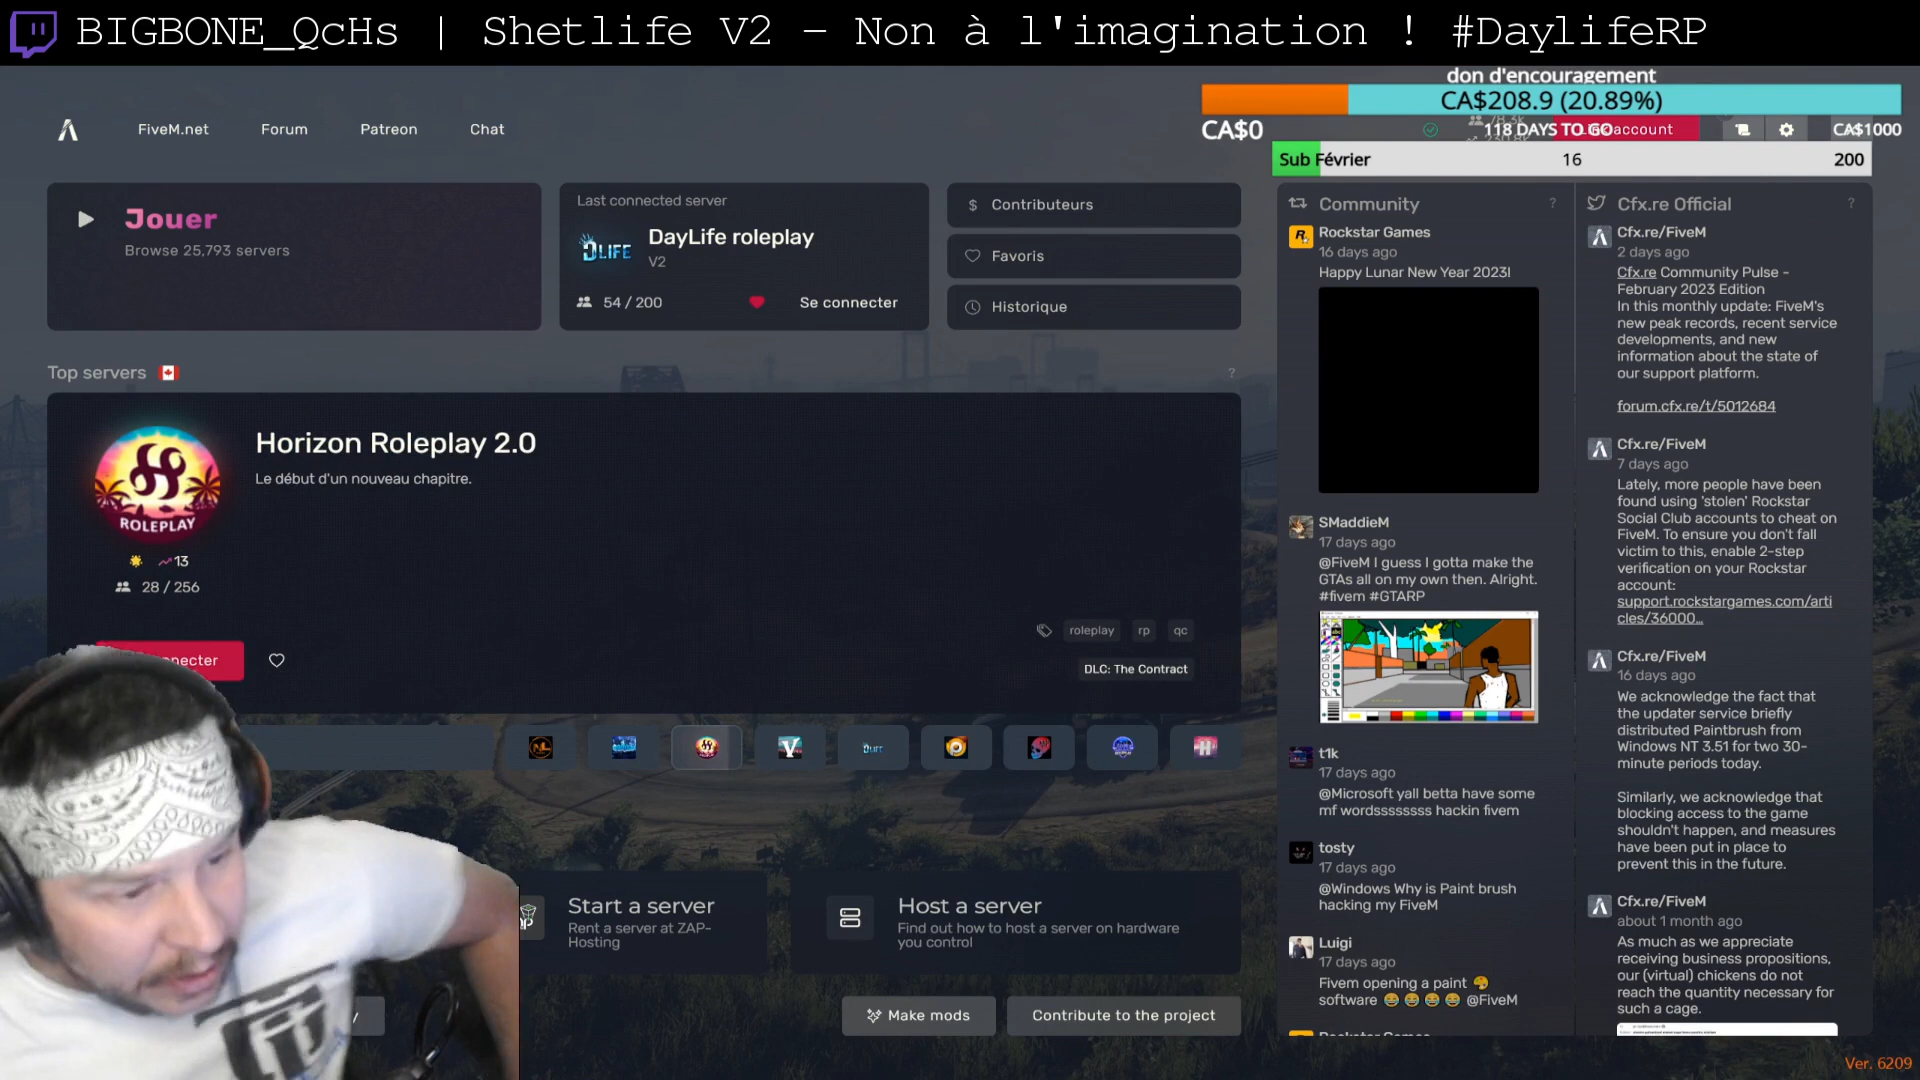 BIGBONE_QcHs | Shetlife V2 – Non à l'imagination ! #DaylifeRP
don d'encouragement
CA$208.9 (20.89%)
CA$0
118 DAYS TO GO
account
CA$1000
Sub Février 16 200
FiveM.net Forum Patreon Chat
Jouer
Browse 25,793 servers
Last connected server
DLIFE
DayLife roleplay
V2
54 / 200
Se connecter
Contributeurs
Favoris
Historique
Top servers
Horizon Roleplay 2.0
Le début d'un nouveau chapitre.
ROLEPLAY
13
28 / 256
necter
roleplay rp qc
DLC: The Contract
Start a server
Rent a server at ZAP-
Hosting
Host a server
Find out how to host a server on hardware
you control
Make mods
Contribute to the project
Community
Rockstar Games
16 days ago
Happy Lunar New Year 2023!
SMaddieM
17 days ago
@FiveM I guess I gotta make the
GTAs all on my own then. Alright.
#fivem #GTARP
t1k
17 days ago
@Microsoft yall betta have some
mf wordssssssss hackin fivem
tosty
17 days ago
@Windows Why is Paint brush
hacking my FiveM
Luigi
17 days ago
Fivem opening a paint
software 😂😂😂😂 @FiveM
Rockstar Games
Cfx.re Official
Cfx.re/FiveM
2 days ago
Cfx.re Community Pulse -
February 2023 Edition
In this monthly update: FiveM's
new peak records, recent service
developments, and new
information about the state of
our support platform.
forum.cfx.re/t/5012684
Cfx.re/FiveM
7 days ago
Lately, more people have been
found using 'stolen' Rockstar
Social Club accounts to cheat on
FiveM. To ensure you don't fall
victim to this, enable 2-step
verification on your Rockstar
account:
support.rockstargames.com/arti
cles/36000...
Cfx.re/FiveM
16 days ago
We acknowledge the fact that
the updater service briefly
distributed Paintbrush from
Windows NT 3.51 for two 30-
minute periods today.
Similarly, we acknowledge that
blocking access to the game
shouldn't happen, and measures
have been put in place to
prevent this in the future.
Cfx.re/FiveM
about 1 month ago
As much as we appreciate
receiving business propositions,
our (virtual) chickens do not
reach the quantity necessary for
such a cage.
Ver. 6209